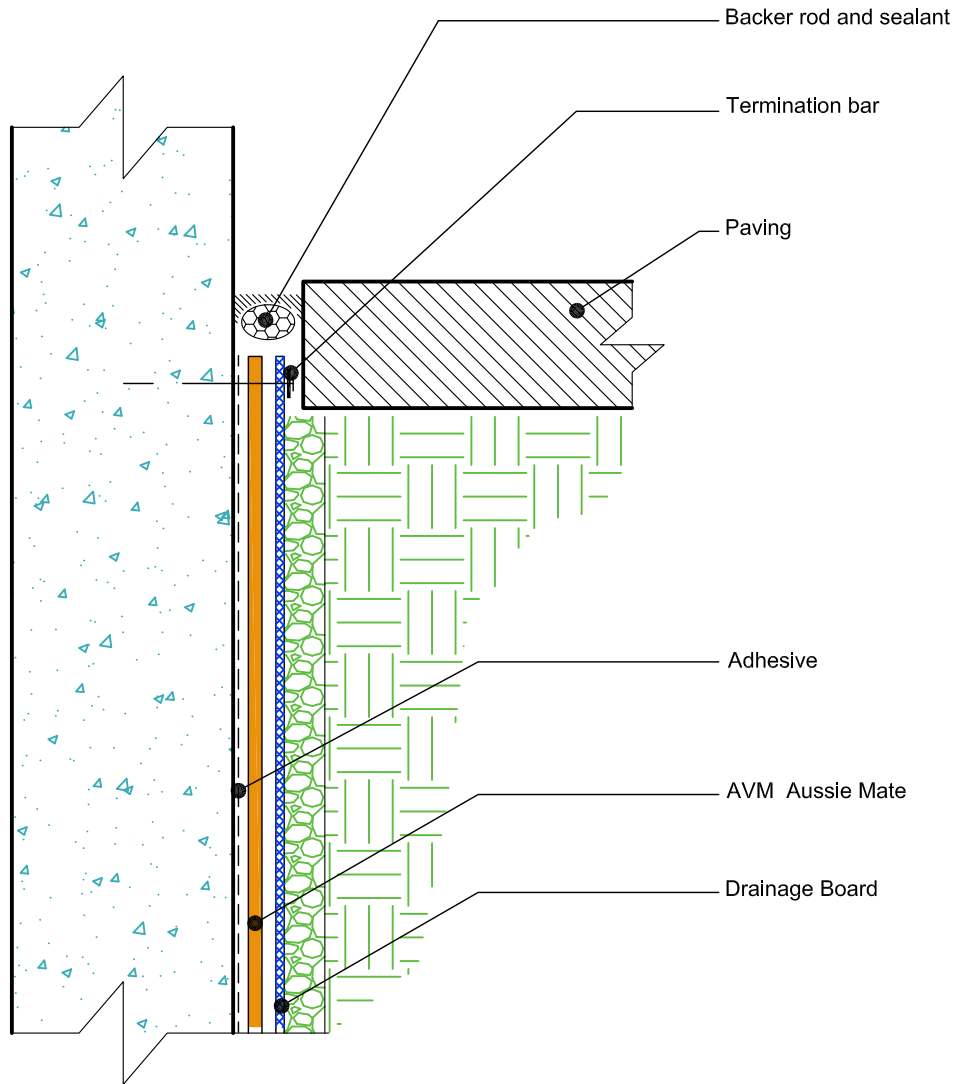 Backer rod and sealant
Termination bar
Paving
Adhesive
AVM  Aussie Mate
Drainage Board